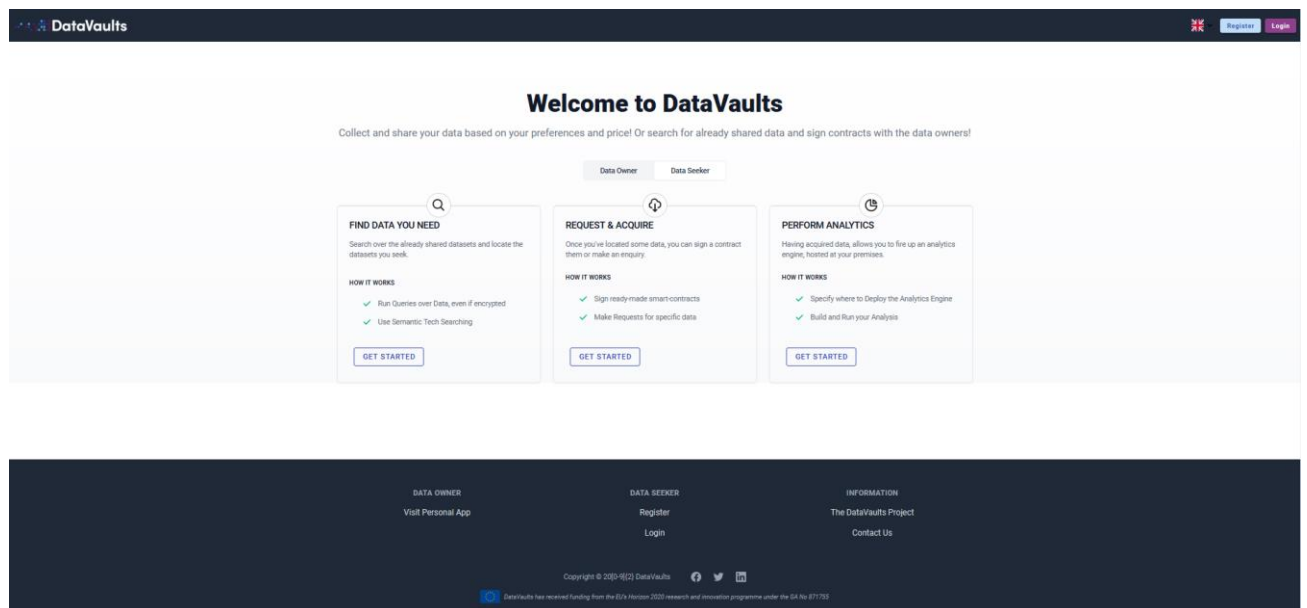 DataVaults
Register
Login
Welcome to DataVaults
Collect and share your data based on your preferences and price! Or search for already shared data and sign contracts with the data owners!
Data Owner
Data Seeker
FIND DATA YOU NEED
Search over the already shared datasets and locate the
datasets you seek.
HOW IT WORKS
Run Queries over Data, even if encrypted
Use Semantic Tech Searching
GET STARTED
REQUEST & ACQUIRE
Once you've located some data, you can sign a contract
them or make an enquiry.
HOW IT WORKS
Sign ready-made smart-contracts
Make Requests for specific data
GET STARTED
PERFORM ANALYTICS
Having acquired data, allows you to fire up an analytics
engine, hosted at your premises.
HOW IT WORKS
Specify where to Deploy the Analytics Engine
Build and Run your Analysis
GET STARTED
DATA OWNER
Visit Personal App
DATA SEEKER
Register
Login
INFORMATION
The DataVaults Project
Contact Us
Copyright © 20[0-9]{2} DataVaults
DataVaults has received funding from the EU's Horizon 2020 research and innovation programme under the GA No 871755